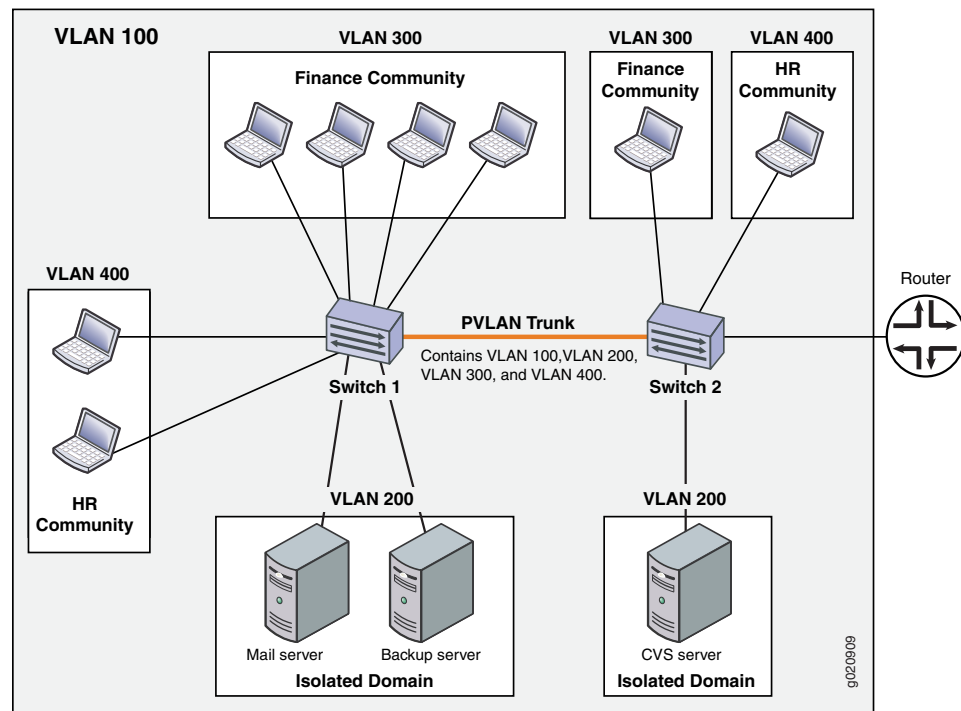 VLAN 100
VLAN 300
Finance Community
VLAN 300
Finance
Community
VLAN 400
HR
Community
VLAN 400
HR
Community
Router
PVLAN Trunk
Contains VLAN 100,VLAN 200,
VLAN 300, and VLAN 400.
Switch 1
Switch 2
VLAN 200
Mail server
Backup server
Isolated Domain
VLAN 200
CVS server
Isolated Domain
g020909